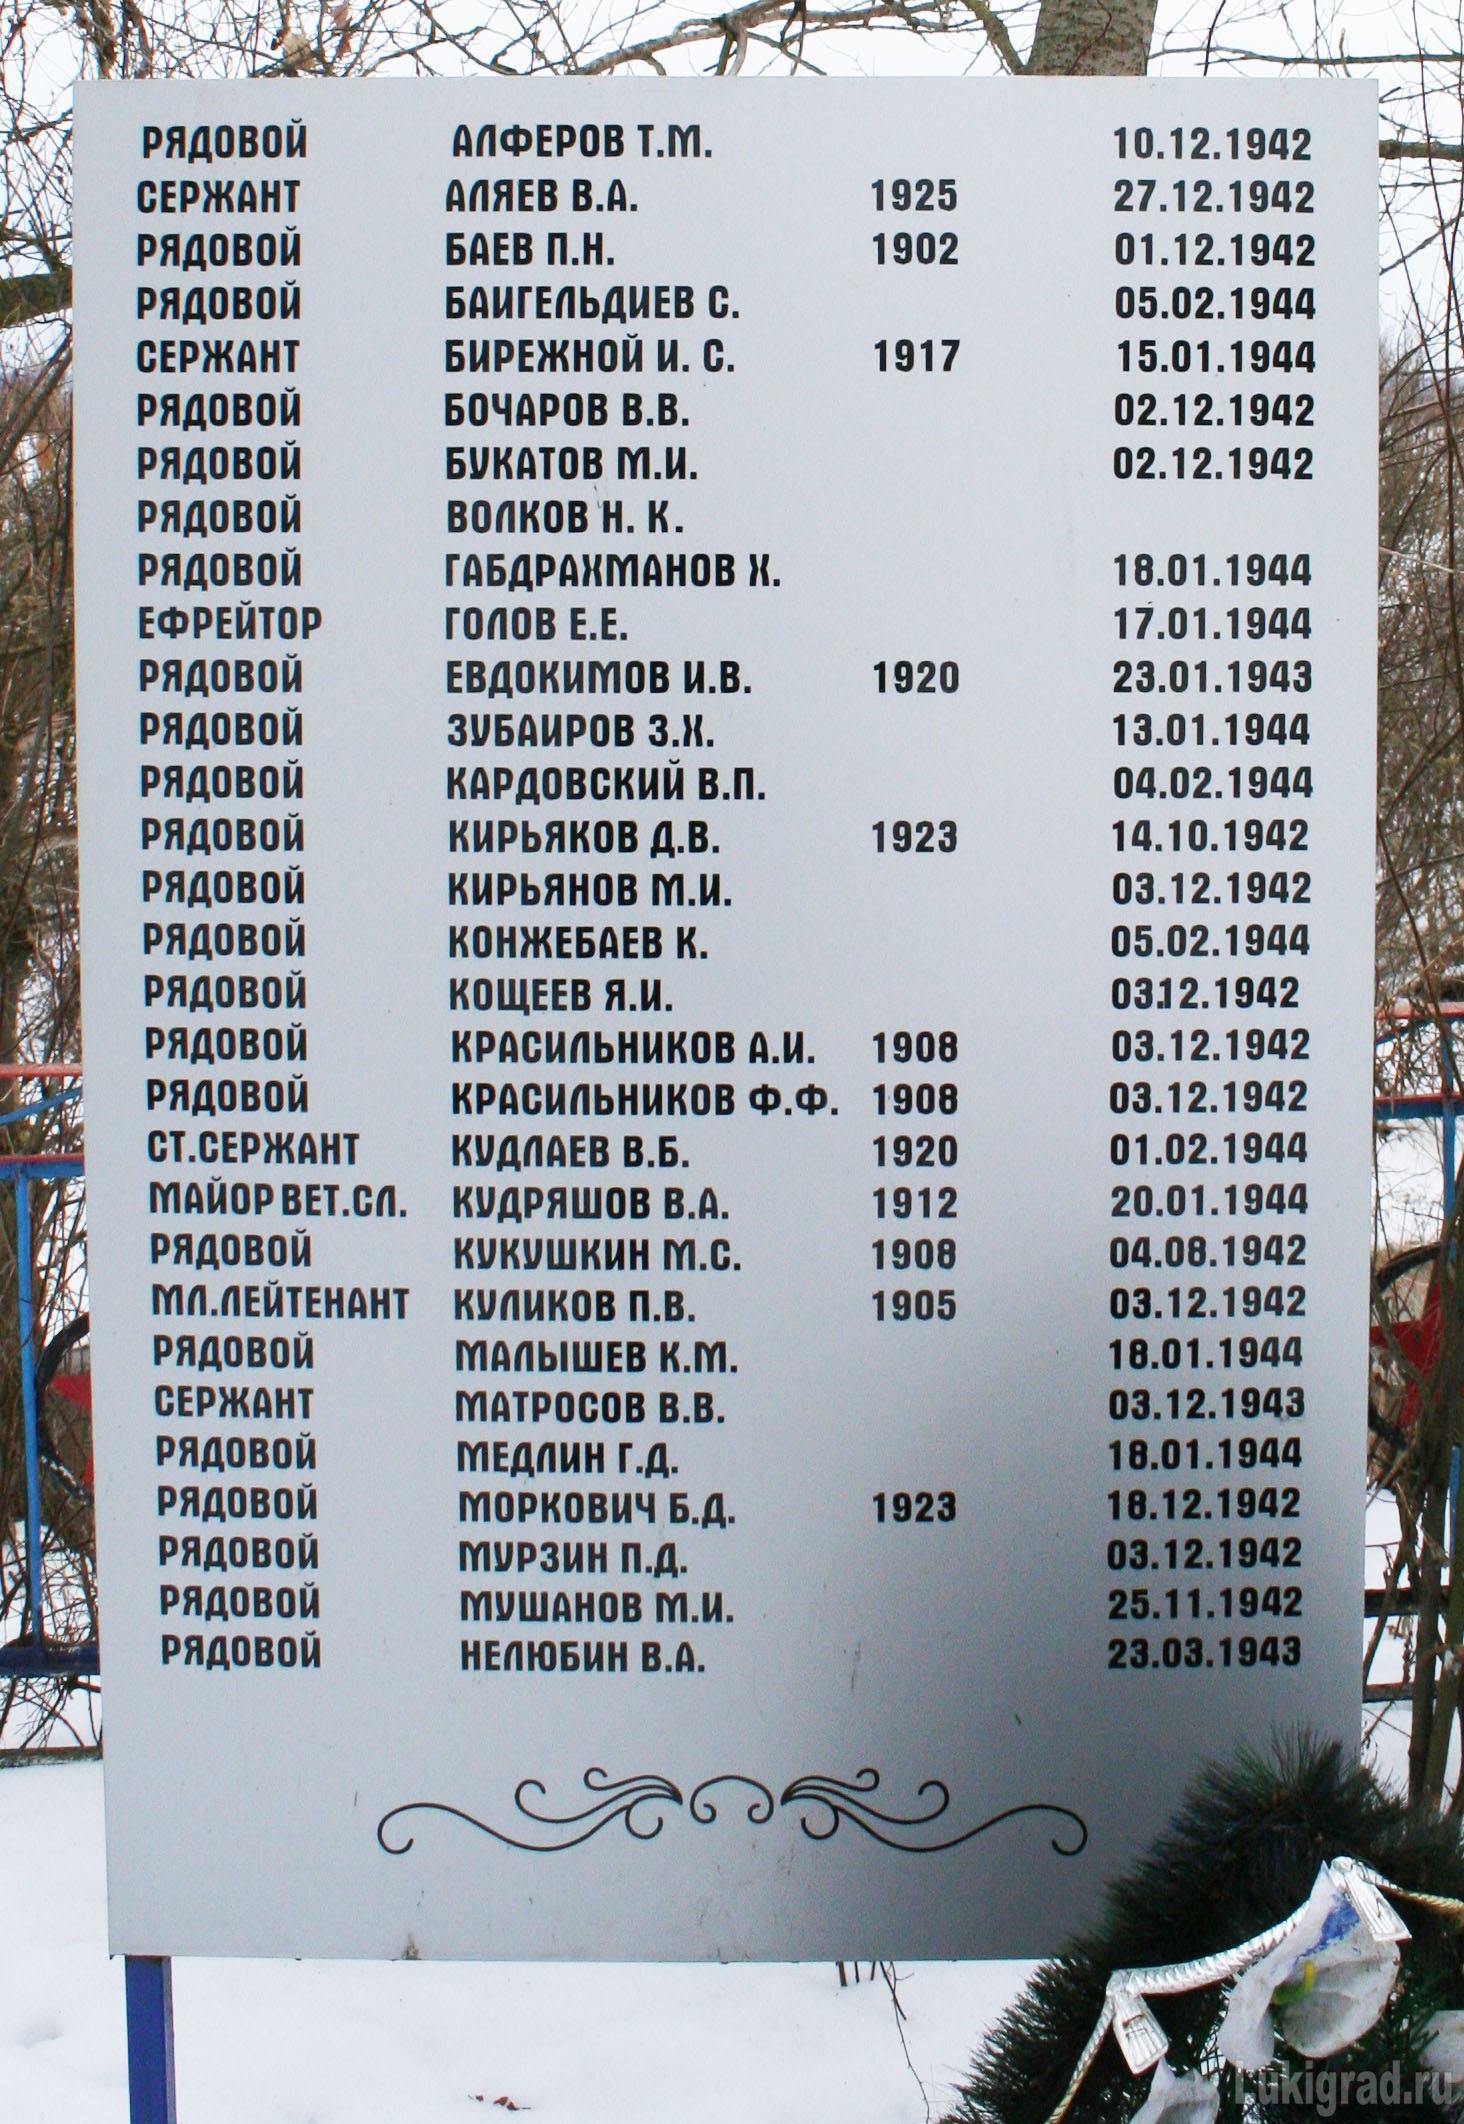 РЯДОВОЙ АЛФЕРОВ Т.М. 10.12.1942
СЕРЖАНТ АЛЯЕВ В.А. 1925 27.12.1942
РЯДОВОЙ БАЕВ П.Н. 1902 01.12.1942
РЯДОВОЙ БАИГЕЛЬДИЕВ С. 05.02.1944
СЕРЖАНТ БИРЕЖНОЙ И. С. 1917 15.01.1944
РЯДОВОЙ БОЧАРОВ В.В. 02.12.1942
РЯДОВОЙ БУКАТОВ М.И. 02.12.1942
РЯДОВОЙ ВОЛКОВ Н. К.
РЯДОВОЙ ГАБДРАХМАНОВ Х. 18.01.1944
ЕФРЕЙТОР ГОЛОВ Е.Е. 17.01.1944
РЯДОВОЙ ЕВДОКИМОВ И.В. 1920 23.01.1943
РЯДОВОЙ ЗУБАИРОВ З.Х. 13.01.1944
РЯДОВОЙ КАРДОВСКИЙ В.П. 04.02.1944
РЯДОВОЙ КИРЬЯКОВ Д.В. 1923 14.10.1942
РЯДОВОЙ КИРЬЯНОВ М.И. 03.12.1942
РЯДОВОЙ КОНЖЕБАЕВ К. 05.02.1944
РЯДОВОЙ КОЩЕЕВ Я.И. 03.12.1942
РЯДОВОЙ КРАСИЛЬНИКОВ А.И. 1908 03.12.1942
РЯДОВОЙ КРАСИЛЬНИКОВ Ф.Ф. 1908 03.12.1942
СТ.СЕРЖАНТ КУДЛАЕВ В.Б. 1920 01.02.1944
МАЙОР ВЕТ.СЛ. КУДРЯШОВ В.А. 1912 20.01.1944
РЯДОВОЙ КУКУШКИН М.С. 1908 04.08.1942
МЛ.ЛЕЙТЕНАНТ КУЛИКОВ П.В. 1905 03.12.1942
РЯДОВОЙ МАЛЫШЕВ К.М. 18.01.1944
СЕРЖАНТ МАТРОСОВ В.В. 03.12.1943
РЯДОВОЙ МЕДЛИН Г.Д. 18.01.1944
РЯДОВОЙ МОРКОВИЧ Б.Д. 1923 18.12.1942
РЯДОВОЙ МУРЗИН П.Д. 03.12.1942
РЯДОВОЙ МУШАНОВ М.И. 25.11.1942
РЯДОВОЙ НЕЛЮБИН В.А. 23.03.1943
Lukigrad.ru